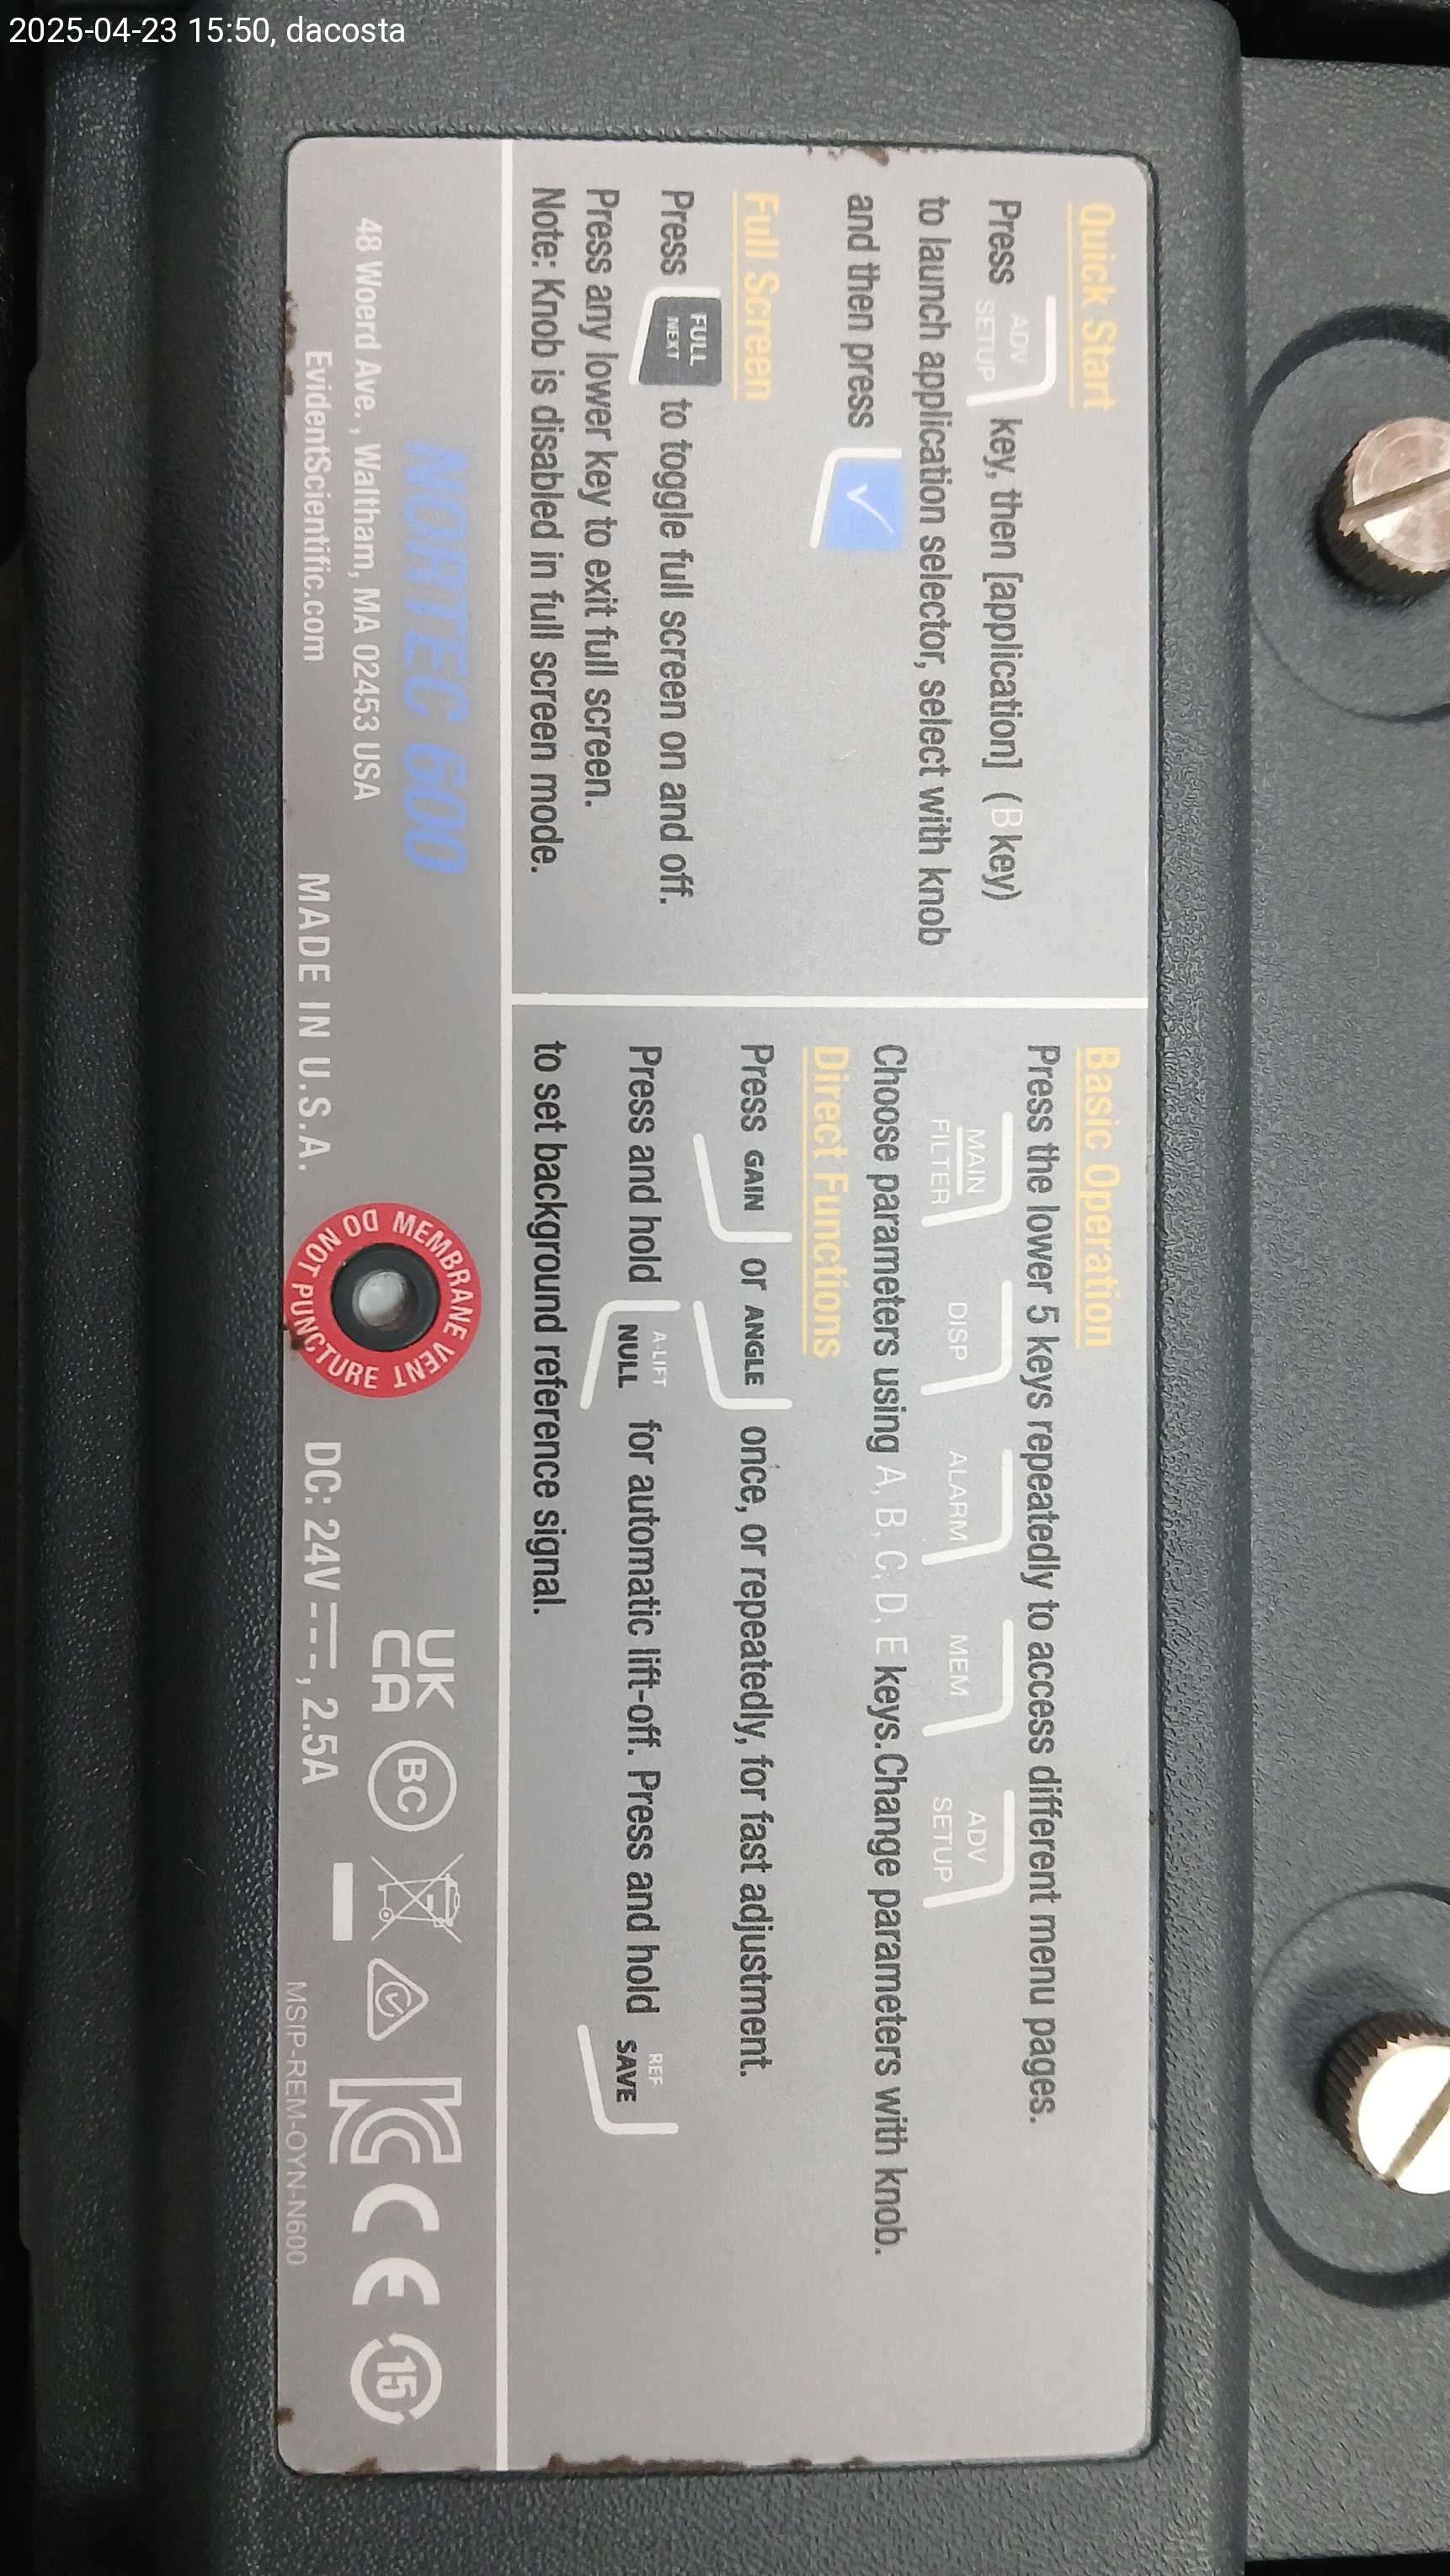 2025-04-23 15:50, dacosta
Quick Start
Press ADV SETUP key, then [application] (B key)
to launch application selector, select with knob
and then press ✓
Full Screen
Press FULL NEXT to toggle full screen on and off.
Press any lower key to exit full screen.
Note: Knob is disabled in full screen mode.
Basic Operation
Press the lower 5 keys repeatedly to access different menu pages.
MAIN FILTER DISP ALARM MEM ADV SETUP
Choose parameters using A, B, C, D, E keys.Change parameters with knob.
Direct Functions
Press GAIN or ANGLE once, or repeatedly, for fast adjustment.
Press and hold A-LIFT NULL for automatic lift-off. Press and hold REF SAVE
to set background reference signal.
NORTEC 600
48 Woerd Ave., Waltham, MA 02453 USA
EvidentScientific.com
MADE IN U.S.A.
MEMBRANE VENT
DO NOT PUNCTURE
UK CA BC KC CE 15
DC: 24V, 2.5A
MSIP-REM-OYN-N600